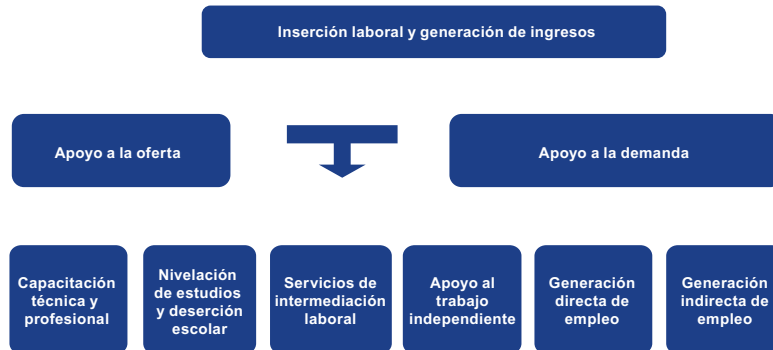 Inserción laboral y generación de ingresos
Apoyo a la oferta
Apoyo a la demanda
Capacitación
técnica y
profesional
Nivelación
de estudios
y deserción
escolar
Servicios de
intermediación
laboral
Apoyo al
trabajo
independiente
Generación
directa de
empleo
Generación
indirecta de
empleo